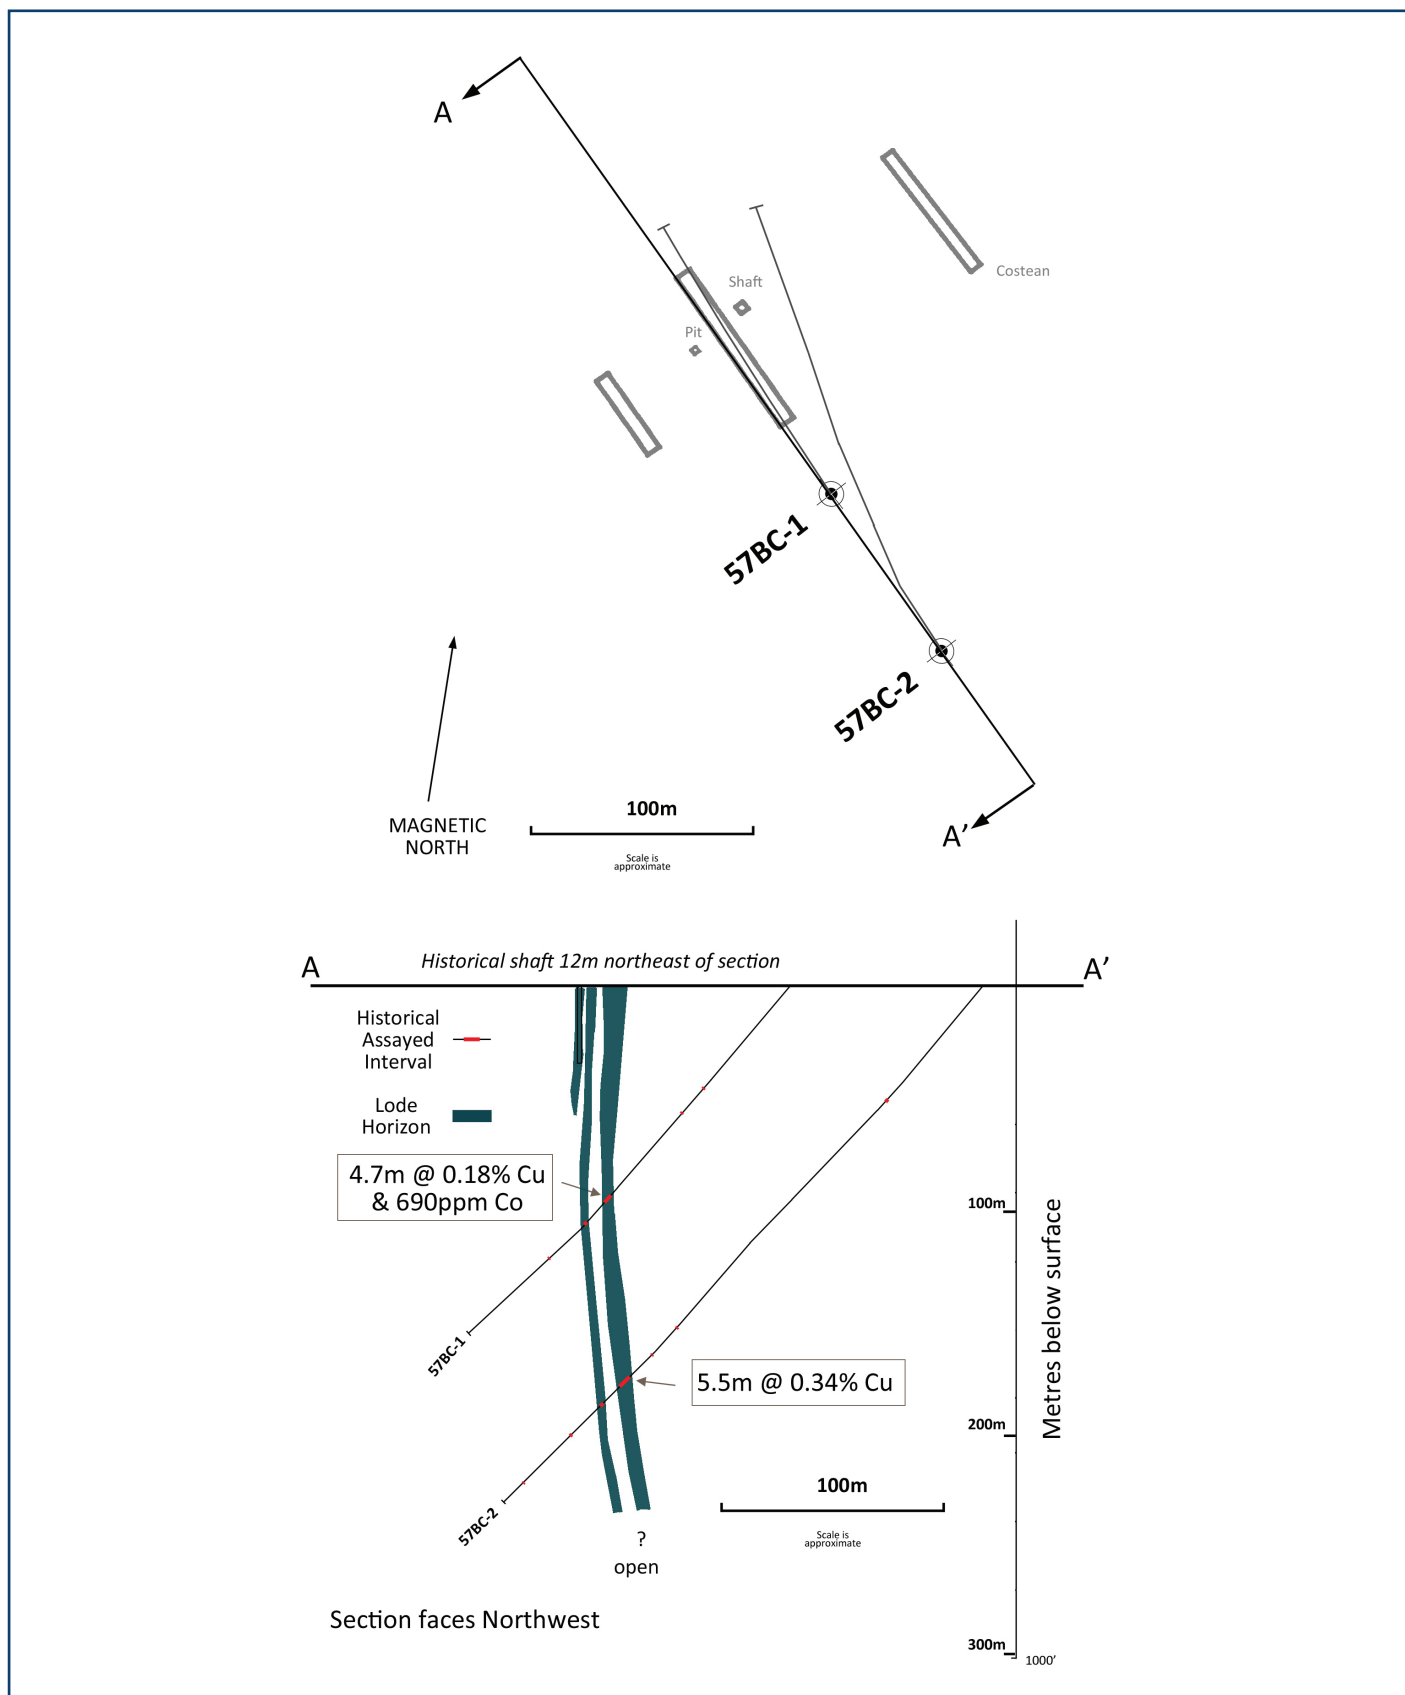 A
Costean
Shaft
Pit
57BC-1
57BC-2
MAGNETIC
NORTH
100m
Scale is
approximate
A’
A
Historical shaft 12m northeast of section
A’
Historical
Assayed
Interval
Lode
Horizon
4.7m @ 0.18% Cu
& 690ppm Co
100m
Metres below surface
57BC-1
5.5m @ 0.34% Cu
200m
100m
Scale is
approximate
57BC-2
?
open
Section faces Northwest
300m
1000’